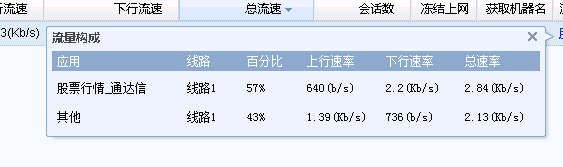 行流速 下行流速 总流速 会话数 冻结上网 获取机器名
3(Kb/s)
流量构成
应用 线路 百分比 上行速率 下行速率 总速率
股票行情_通达信 线路1 57% 640(b/s) 2.2(Kb/s) 2.84(Kb/s)
其他 线路1 43% 1.39(Kb/s) 736(b/s) 2.13(Kb/s)